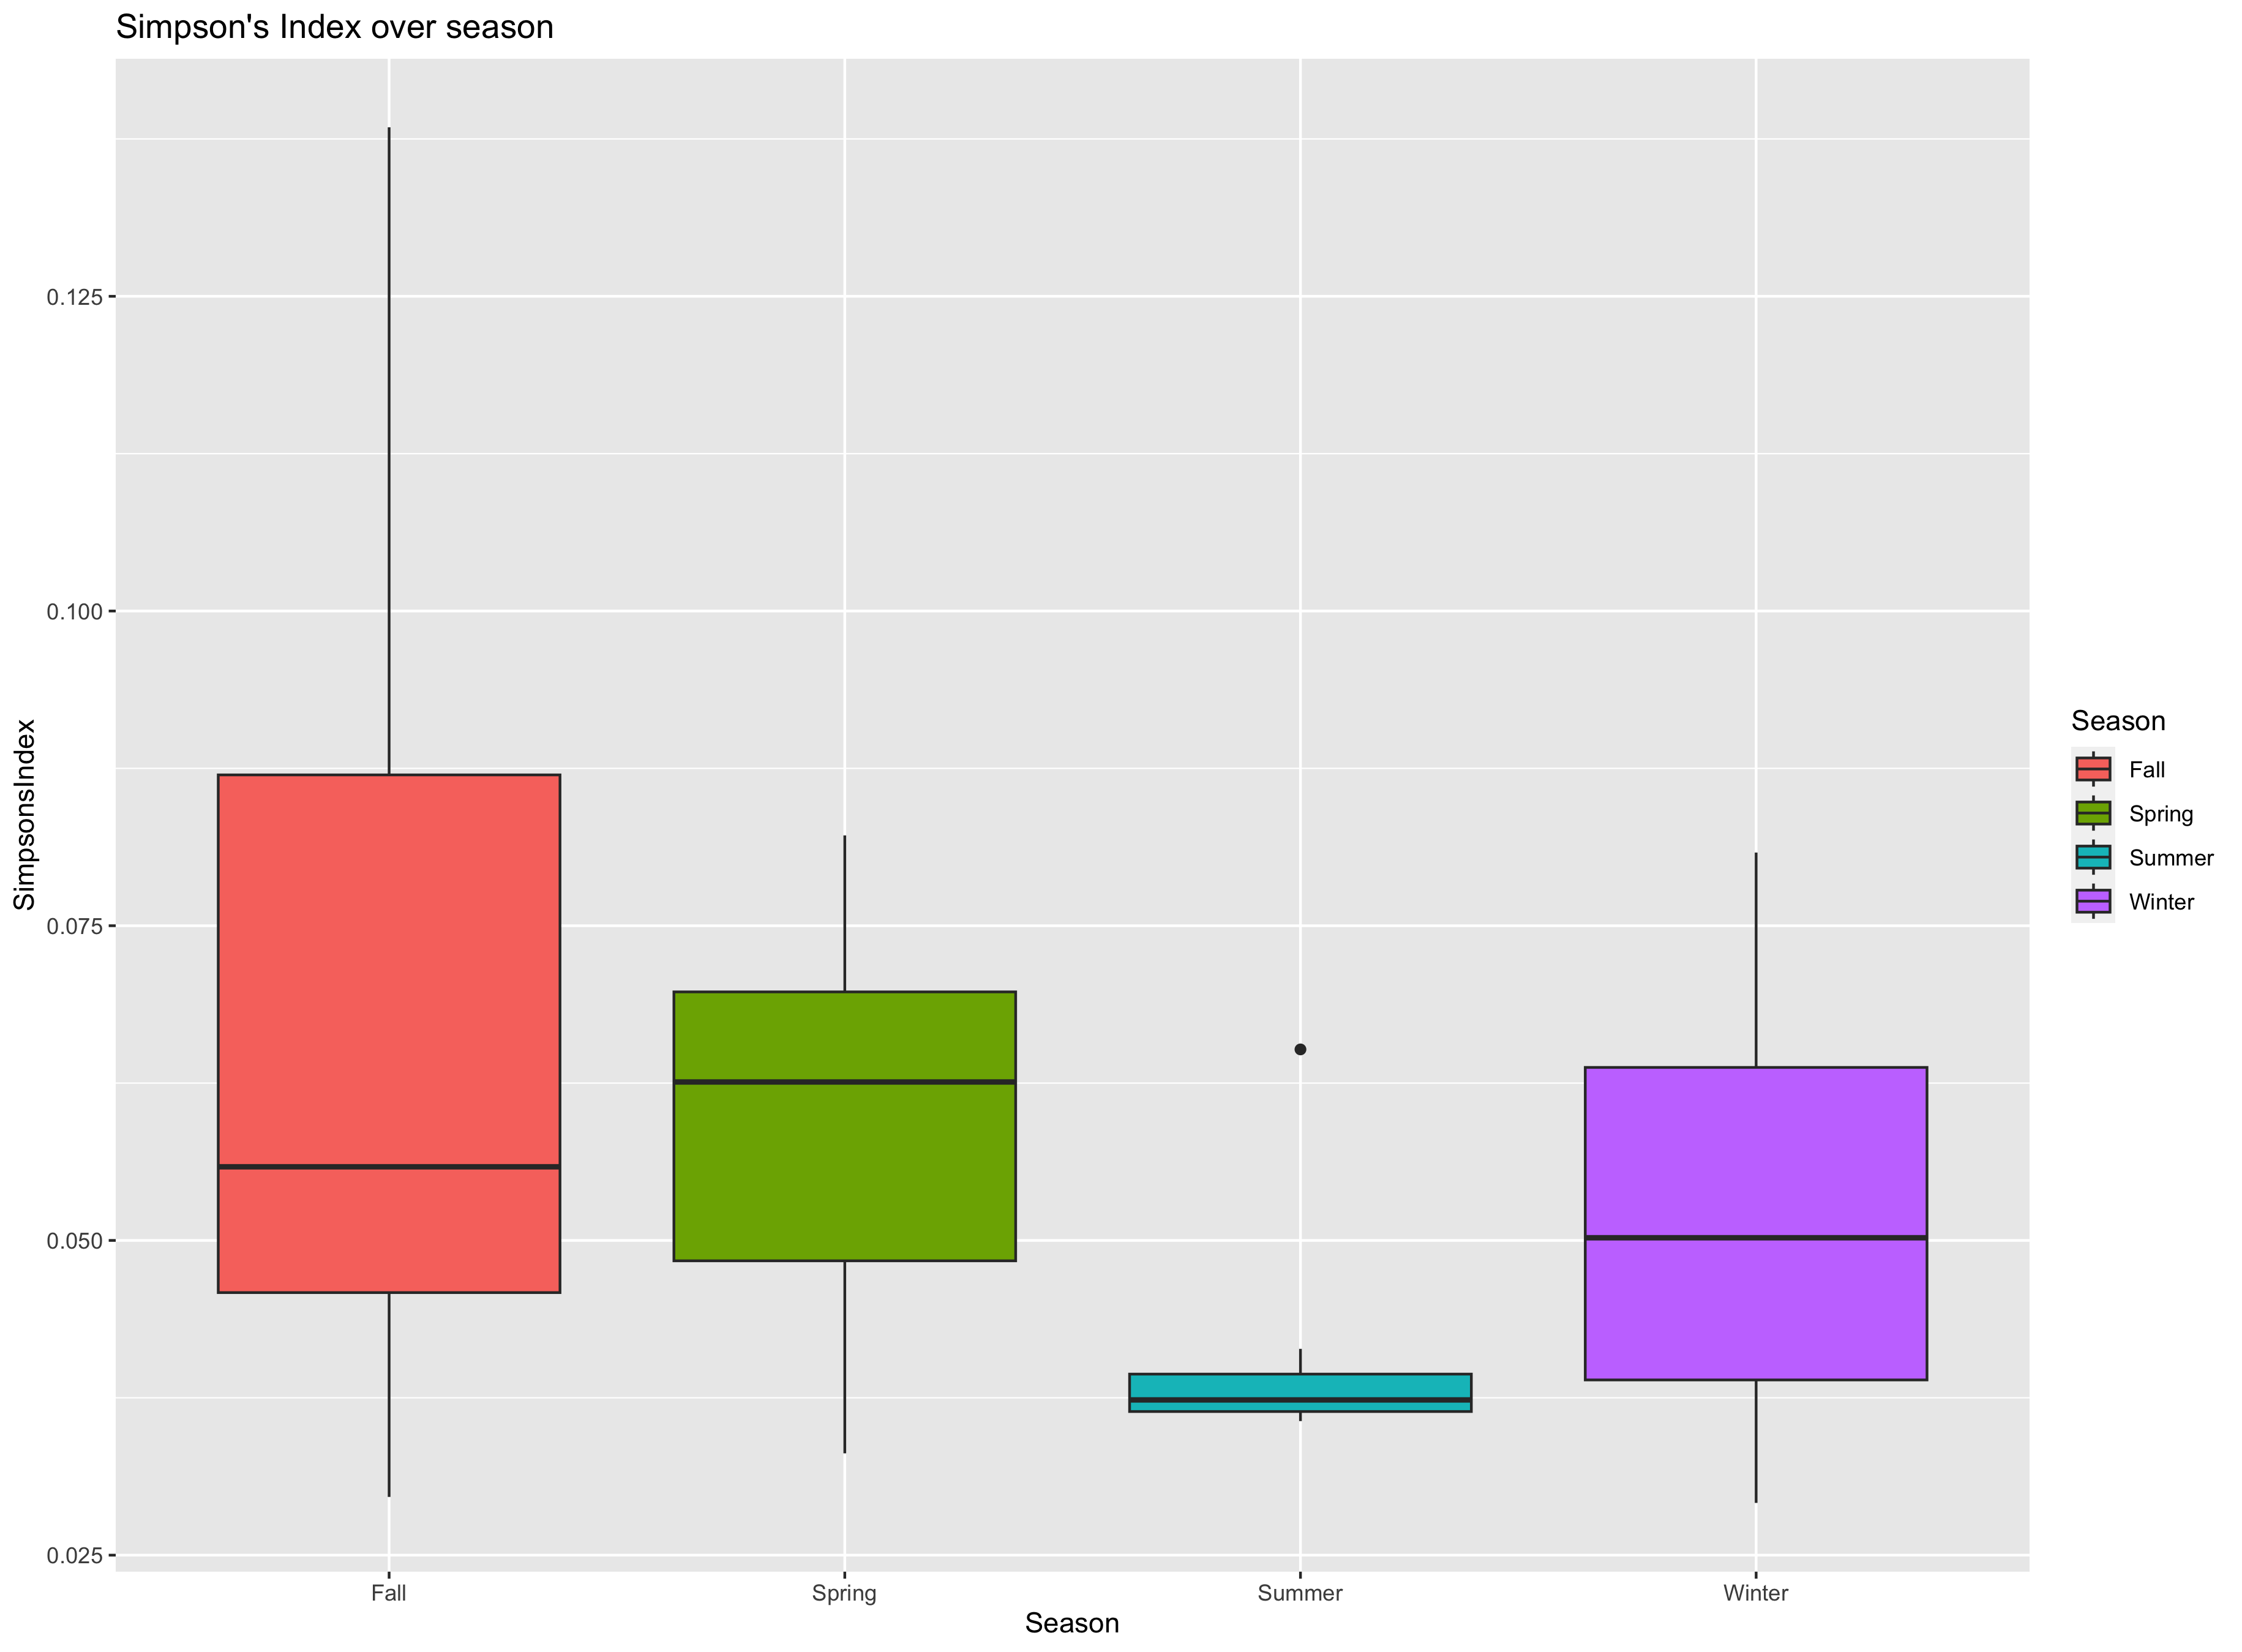 Simpson's Index over season
SimpsonsIndex
0.125
0.100
0.075
0.050
0.025
Fall
Spring
Summer
Winter
Season
Season
Fall
Spring
Summer
Winter